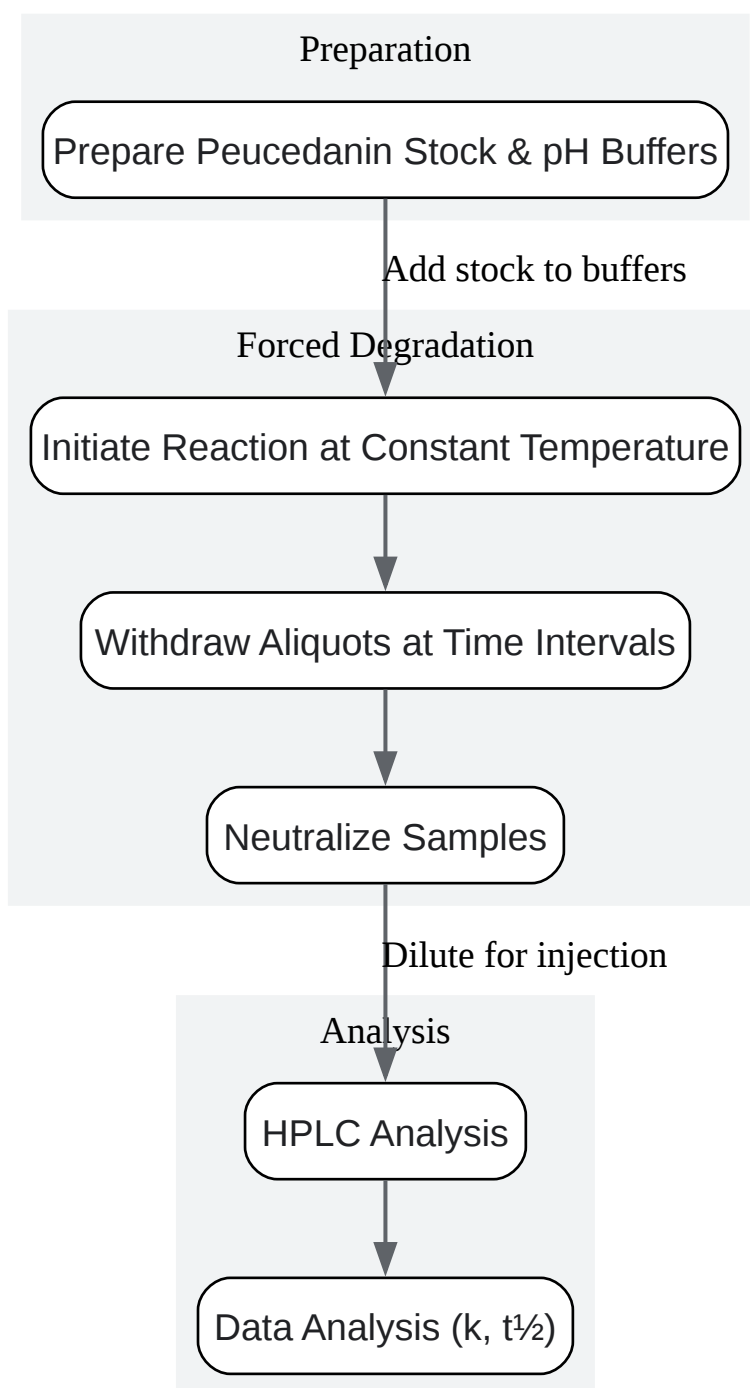 Preparation
Prepare Peucedanin Stock & pH Buffers
Add stock to buffers
Forced Degradation
Initiate Reaction at Constant Temperature
Withdraw Aliquots at Time Intervals
Neutralize Samples
Dilute for injection
Analysis
HPLC Analysis
Data Analysis (k, t½)